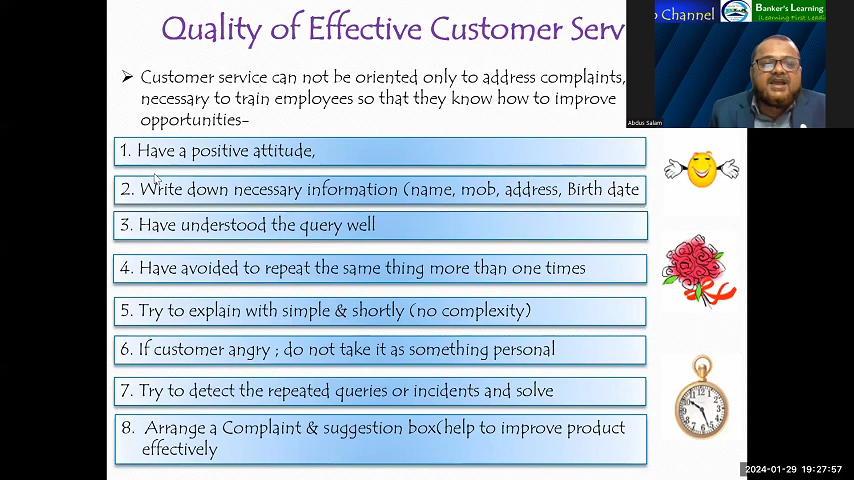 Quality of Effective Customer Serv
Channel
Banker's Learning
(Learning First Leadi
Abdus Salam
➢ Customer service can not be oriented only to address complaints,
necessary to train employees so that they know how to improve
opportunities-
1. Have a positive attitude,
2. Write down necessary information (name, mob, address, Birth date
3. Have understood the query well
4. Have avoided to repeat the same thing more than one times
5. Try to explain with simple & shortly (no complexity)
6. If customer angry ; do not take it as something personal
7. Try to detect the repeated queries or incidents and solve
8. Arrange a Complaint & suggestion box(help to improve product
effectively
2024-01-29 19:27:57